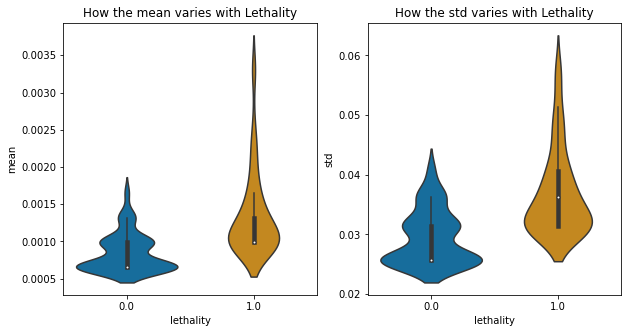 How the mean varies with Lethality
0.0035
0.0030
0.0025
0.0020
0.0015
0.0010
0.0005
mean
0.0
1.0
lethality
How the std varies with Lethality
0.06
0.05
0.04
0.03
0.02
std
0.0
1.0
lethality